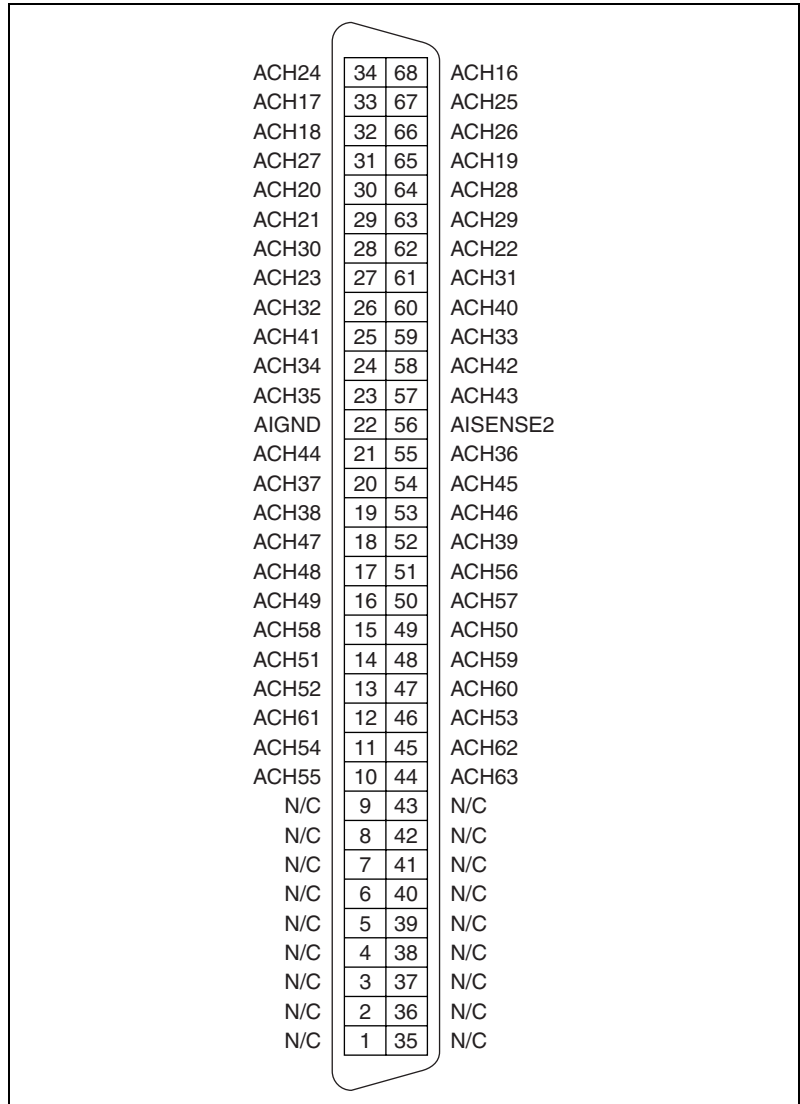 ACH24 34 68 ACH16
ACH17 33 67 ACH25
ACH18 32 66 ACH26
ACH27 31 65 ACH19
ACH20 30 64 ACH28
ACH21 29 63 ACH29
ACH30 28 62 ACH22
ACH23 27 61 ACH31
ACH32 26 60 ACH40
ACH41 25 59 ACH33
ACH34 24 58 ACH42
ACH35 23 57 ACH43
AIGND 22 56 AISENSE2
ACH44 21 55 ACH36
ACH37 20 54 ACH45
ACH38 19 53 ACH46
ACH47 18 52 ACH39
ACH48 17 51 ACH56
ACH49 16 50 ACH57
ACH58 15 49 ACH50
ACH51 14 48 ACH59
ACH52 13 47 ACH60
ACH61 12 46 ACH53
ACH54 11 45 ACH62
ACH55 10 44 ACH63
N/C 9 43 N/C
N/C 8 42 N/C
N/C 7 41 N/C
N/C 6 40 N/C
N/C 5 39 N/C
N/C 4 38 N/C
N/C 3 37 N/C
N/C 2 36 N/C
N/C 1 35 N/C